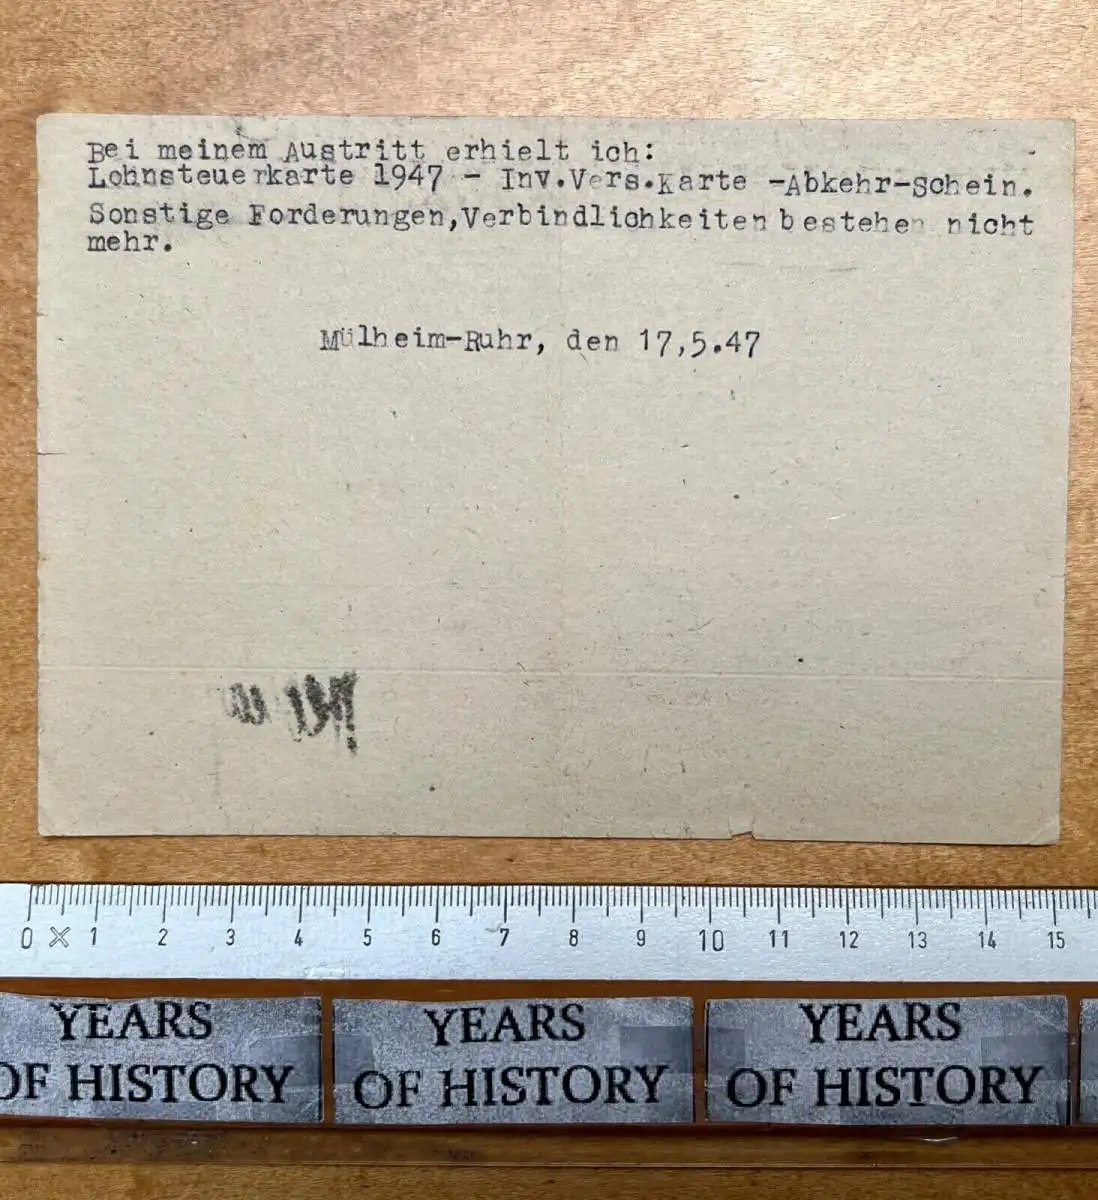 Bei meinem Austritt erhielt ich:
Lohnsteuerkarte 1947 - Inv.Vers.Karte -Abkehr-Schein.
Sonstige Forderungen,Verbindlichkeiten bestehen nicht
mehr.
Mülheim-Ruhr, den 17,5.47
0 1 2 3 4 5 6 7 8 9 10 11 12 13 14 15
YEARS YEARS YEARS
OF HISTORY OF HISTORY OF HISTORY